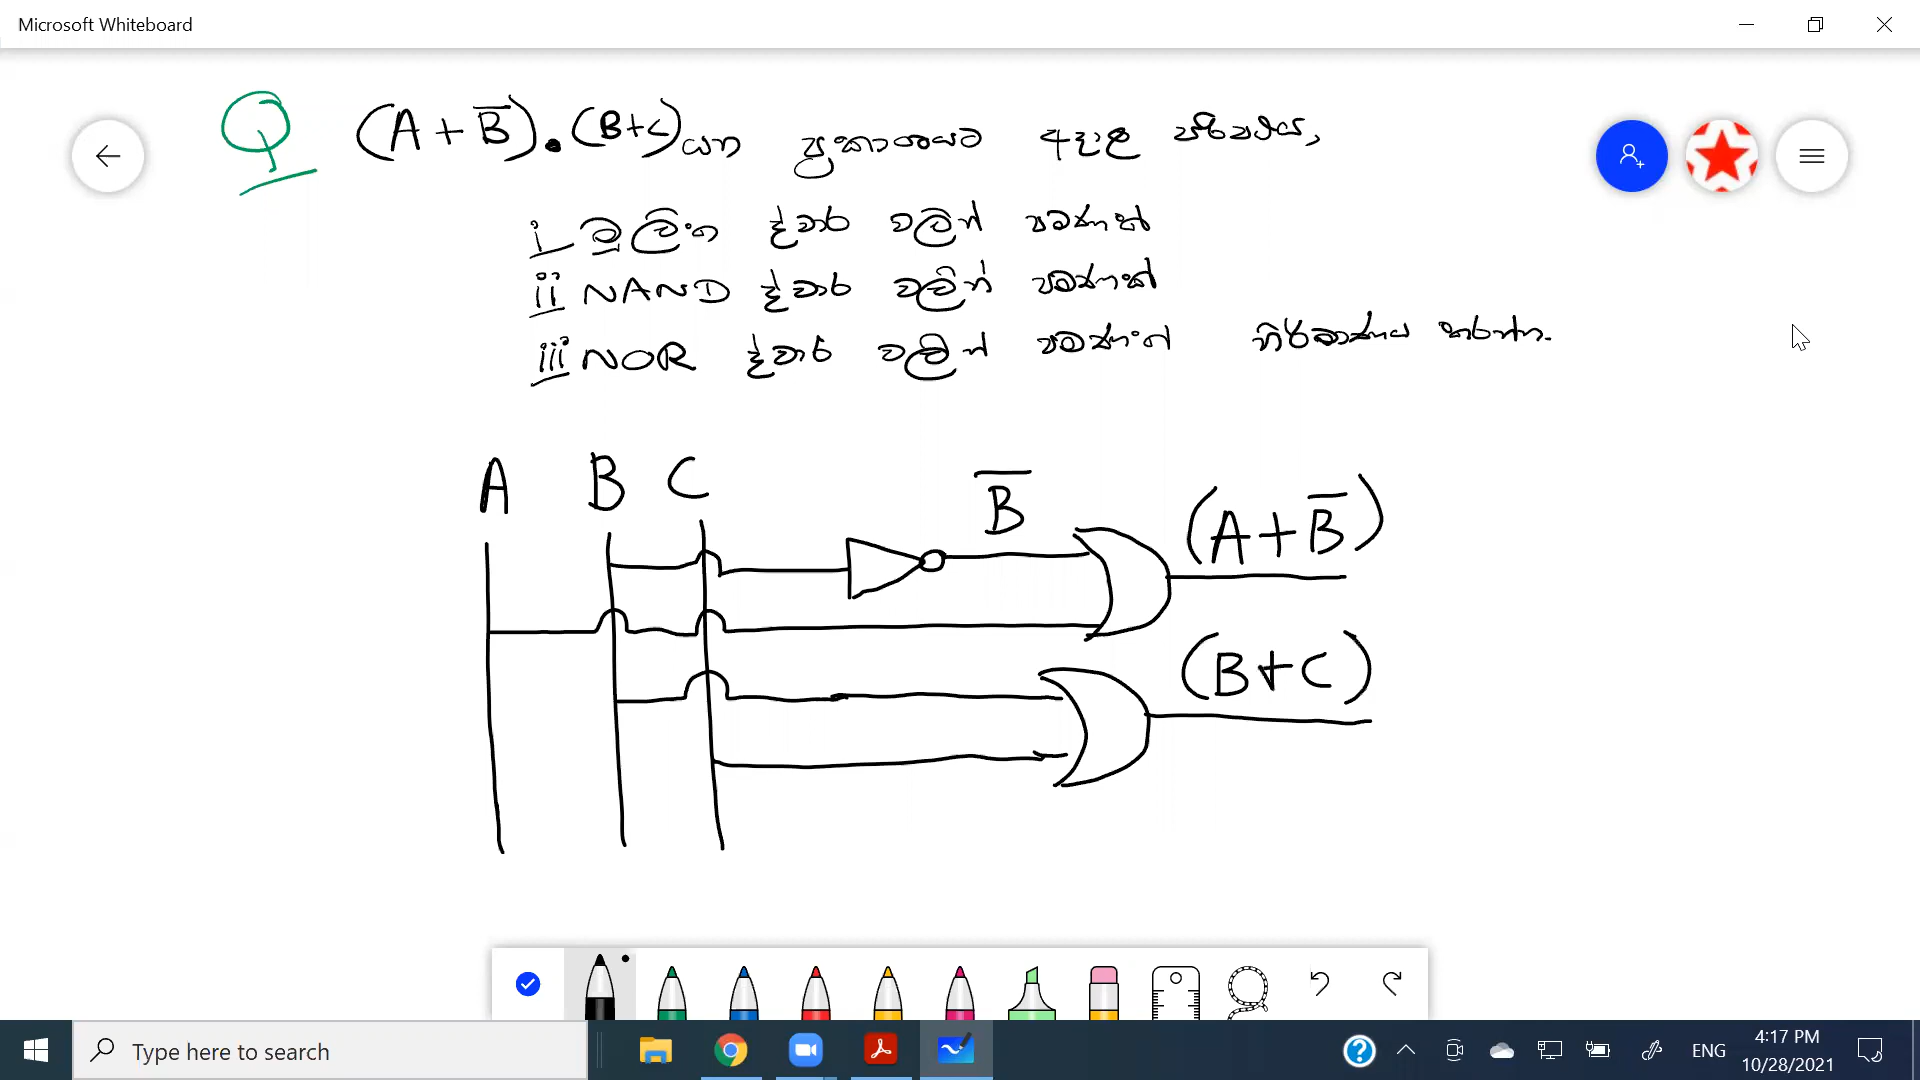 Microsoft Whiteboard
Q (A + B̅).(B+C) යන ප්‍රකාශයට අදාළ පරිපථය,
i මූලික ද්වාර වලින් පමණක්
ii NAND ද්වාර වලින් පමණක්
iii NOR ද්වාර වලින් පමණක් නිර්මාණය කරන්න.
A B C
B̅
(A + B̅)
(B+C)
Type here to search
ENG
4:17 PM
10/28/2021